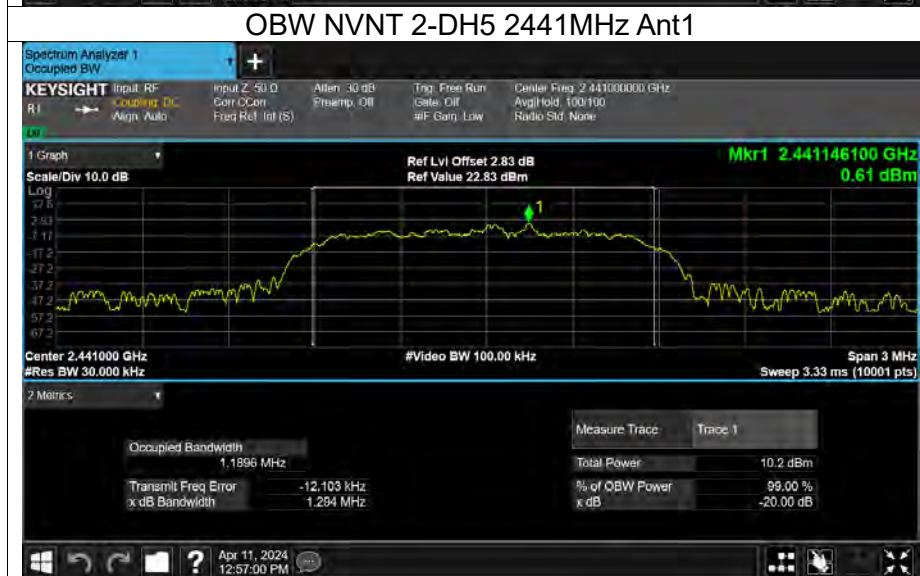 OBW NVNT 2-DH5 2441MHz Ant1
Spectrum Analyzer 1
Occupied BW
+
KEYSIGHT Input: RF Input Z: 50 Ω Atten: 30 dB Trig: Free Run Center Freq: 2.441000000 GHz
RI Coupling: DC Corr CCorr Preamp: Off Gate: Off Avg|Hold: 100/100
Align: Auto Freq Ref: Int (S) #IF Gain: Low Radio Std: None
1 Graph Ref Lvl Offset 2.83 dB Mkr1 2.441146100 GHz
Scale/Div 10.0 dB Ref Value 22.83 dBm 0.61 dBm
Log
1
2.83
-7.17
-17.2
-27.2
-37.2
-47.2
-57.2
-67.2
Center 2.441000 GHz #Video BW 100.00 kHz Span 3 MHz
#Res BW 30.000 kHz Sweep 3.33 ms (10001 pts)
2 Metrics
Measure Trace Trace 1
Occupied Bandwidth
1.1896 MHz Total Power 10.2 dBm
Transmit Freq Error -12.103 kHz % of OBW Power 99.00 %
x dB Bandwidth 1.294 MHz x dB -20.00 dB
? Apr 11, 2024
12:57:00 PM